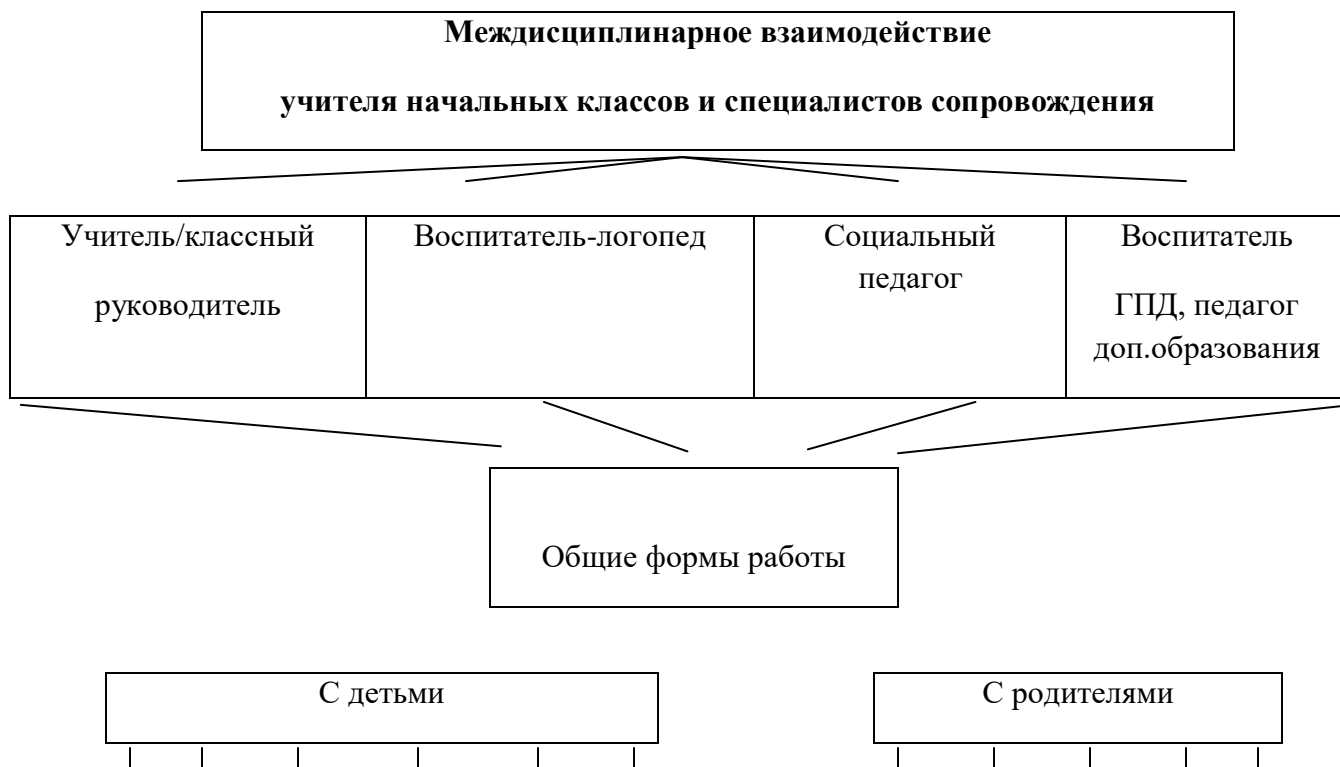 Междисциплинарное взаимодействие
учителя начальных классов и специалистов сопровождения
Учитель/классный
руководитель
Воспитатель-логопед
Социальный
педагог
Воспитатель
ГПД, педагог
доп.образования
Общие формы работы
С детьми
С родителями